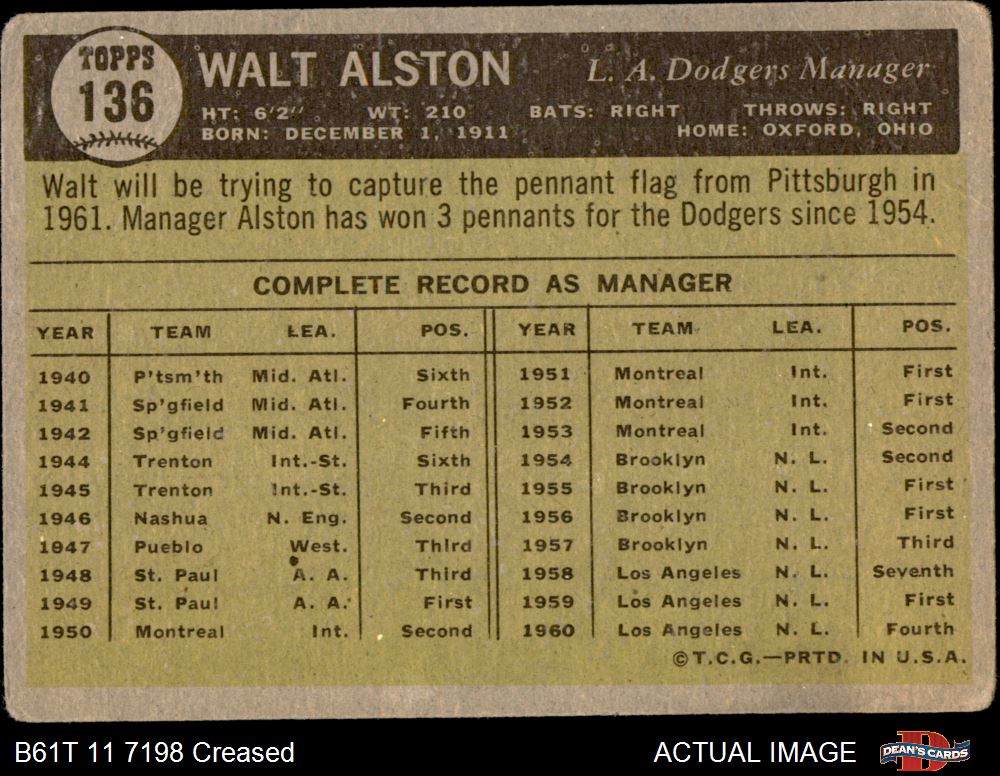 TOPPS
136
WALT ALSTON
L. A. Dodgers Manager
HT: 6'2" WT: 210 BATS: RIGHT THROWS: RIGHT
BORN: DECEMBER 1, 1911 HOME: OXFORD, OHIO
Walt will be trying to capture the pennant flag from Pittsburgh in
1961. Manager Alston has won 3 pennants for the Dodgers since 1954.
COMPLETE RECORD AS MANAGER
YEAR TEAM LEA. POS. YEAR TEAM LEA. POS.
1940 P'tsm'th Mid. Atl. Sixth 1951 Montreal Int. First
1941 Sp'gfield Mid. Atl. Fourth 1952 Montreal Int. First
1942 Sp'gfield Mid. Atl. Fifth 1953 Montreal Int. Second
1944 Trenton Int.-St. Sixth 1954 Brooklyn N. L. Second
1945 Trenton Int.-St. Third 1955 Brooklyn N. L. First
1946 Nashua N. Eng. Second 1956 Brooklyn N. L. First
1947 Pueblo West. Third 1957 Brooklyn N. L. Third
1948 St. Paul A. A. Third 1958 Los Angeles N. L. Seventh
1949 St. Paul A. A. First 1959 Los Angeles N. L. First
1950 Montreal Int. Second 1960 Los Angeles N. L. Fourth
©T.C.G.—PRTD. IN U.S.A.
B61T 11 7198 Creased
ACTUAL IMAGE
DEAN'S CARDS